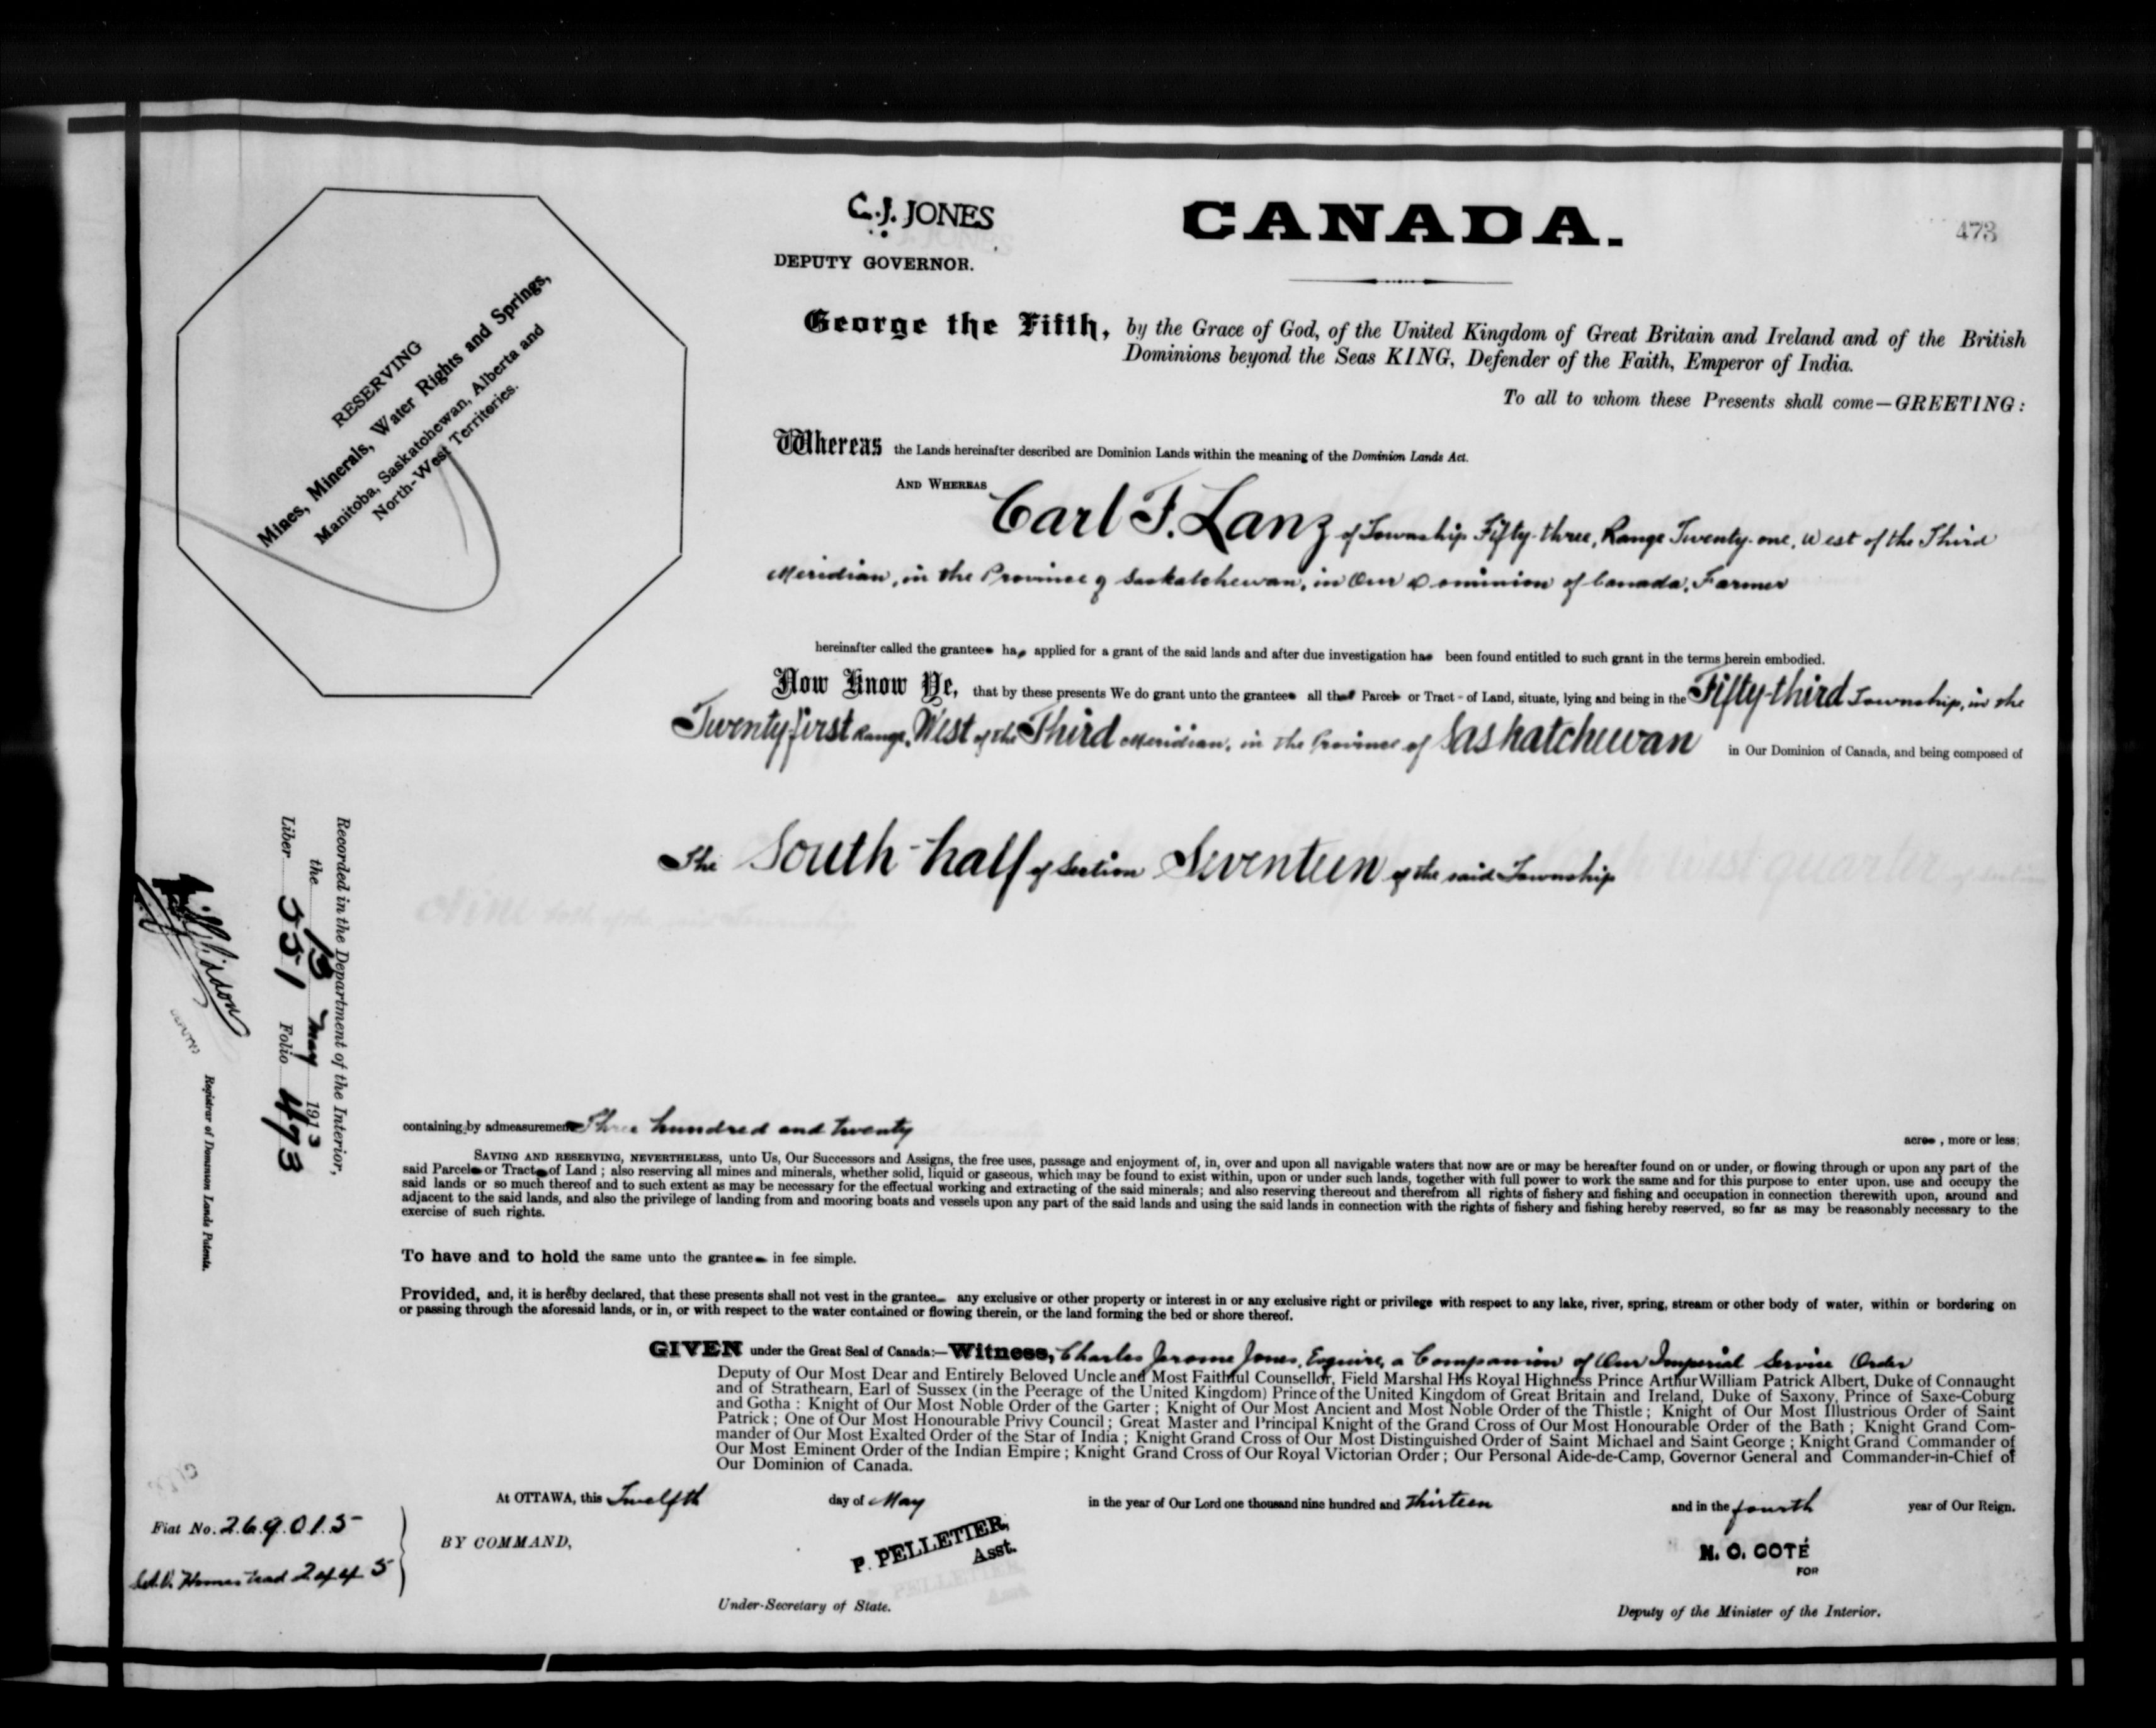 C. J. JONES
DEPUTY GOVERNOR.
CANADA.
473
RESERVING
Mines, Minerals, Water Rights and Springs,
Manitoba, Saskatchewan, Alberta and
North-West Territories.
George the Fifth, by the Grace of God, of the United Kingdom of Great Britain and Ireland and of the British
Dominions beyond the Seas KING, Defender of the Faith, Emperor of India.
To all to whom these Presents shall come—GREETING:
Whereas the Lands hereinafter described are Dominion Lands within the meaning of the Dominion Lands Act.
AND WHEREAS Carl F. Lanz of Township Fifty-three, Range Twenty-one, West of the Third
Meridian, in the Province of Saskatchewan, in Our Dominion of Canada, Farmer
hereinafter called the grantee ha applied for a grant of the said lands and after due investigation has been found entitled to such grant in the terms herein embodied.
Now Know Ye, that by these presents We do grant unto the grantee all that Parcel or Tract of Land, situate, lying and being in the Fifty-third Township, in the
Twenty-first Range, West of the Third Meridian, in the Province of Saskatchewan in Our Dominion of Canada, and being composed of
The South-half of Section Seventeen of the said Township
containing by admeasurement Three hundred and twenty acres, more or less;
SAVING AND RESERVING, NEVERTHELESS, unto Us, Our Successors and Assigns, the free uses, passage and enjoyment of, in, over and upon all navigable waters that now are or may be hereafter found on or under, or flowing through or upon any part of the
said Parcel or Tract of Land; also reserving all mines and minerals, whether solid, liquid or gaseous, which may be found to exist within, upon or under such lands, together with full power to work the same and for this purpose to enter upon, use and occupy the
said lands or so much thereof and to such extent as may be necessary for the effectual working and extracting of the said minerals; and also reserving thereout and therefrom all rights of fishery and fishing and occupation in connection therewith upon, around and
adjacent to the said lands, and also the privilege of landing from and mooring boats and vessels upon any part of the said lands and using the said lands in connection with the rights of fishery and fishing hereby reserved, so far as may be reasonably necessary to the
exercise of such rights.
To have and to hold the same unto the grantee in fee simple.
Provided, and, it is hereby declared, that these presents shall not vest in the grantee any exclusive or other property or interest in or any exclusive right or privilege with respect to any lake, river, spring, stream or other body of water, within or bordering on
or passing through the aforesaid lands, or in, or with respect to the water contained or flowing therein, or the land forming the bed or shore thereof.
GIVEN under the Great Seal of Canada:—Witness, Charles Jerome Jones, Esquire, a Companion of Our Imperial Service Order
Deputy of Our Most Dear and Entirely Beloved Uncle and Most Faithful Counsellor, Field Marshal His Royal Highness Prince Arthur William Patrick Albert, Duke of Connaught
and of Strathearn, Earl of Sussex (in the Peerage of the United Kingdom) Prince of the United Kingdom of Great Britain and Ireland, Duke of Saxony, Prince of Saxe-Coburg
and Gotha: Knight of Our Most Noble Order of the Garter; Knight of Our Most Ancient and Most Noble Order of the Thistle; Knight of Our Most Illustrious Order of Saint
Patrick; One of Our Most Honourable Privy Council; Great Master and Principal Knight of the Grand Cross of Our Most Honourable Order of the Bath; Knight Grand Com-
mander of Our Most Exalted Order of the Star of India; Knight Grand Cross of Our Most Distinguished Order of Saint Michael and Saint George; Knight Grand Commander of
Our Most Eminent Order of the Indian Empire; Knight Grand Cross of Our Royal Victorian Order; Our Personal Aide-de-Camp, Governor General and Commander-in-Chief of
Our Dominion of Canada.
At OTTAWA, this Twelfth day of May in the year of Our Lord one thousand nine hundred and Thirteen and in the fourth year of Our Reign.
BY COMMAND,
P. PELLETIER,
Asst.
Under-Secretary of State.
N. O. COTÉ
FOR
Deputy of the Minister of the Interior.
Recorded in the Department of the Interior,
the 13 May 1913
Liber 551 Folio 473
DEPUTY
Registrar of Dominion Lands Patents.
Fiat No. 269015
Homestead 2445